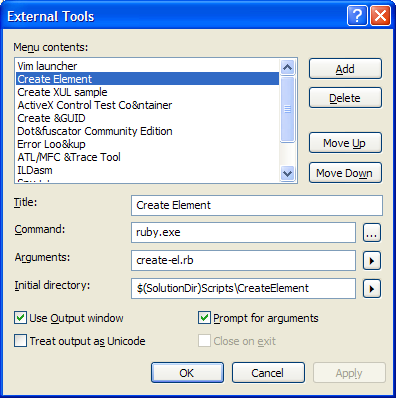 External Tools
Menu contents:
Vim launcher
Create Element
Create XUL sample
ActiveX Control Test Co&ntainer
Create &GUID
Dot&fuscator Community Edition
Error Loo&kup
ATL/MFC &Trace Tool
ILDasm
Add
Delete
Move Up
Move Down
Title:
Create Element
Command:
ruby.exe
...
Arguments:
create-el.rb
Initial directory:
$(SolutionDir)Scripts\CreateElement
Use Output window
Prompt for arguments
Treat output as Unicode
Close on exit
OK
Cancel
Apply